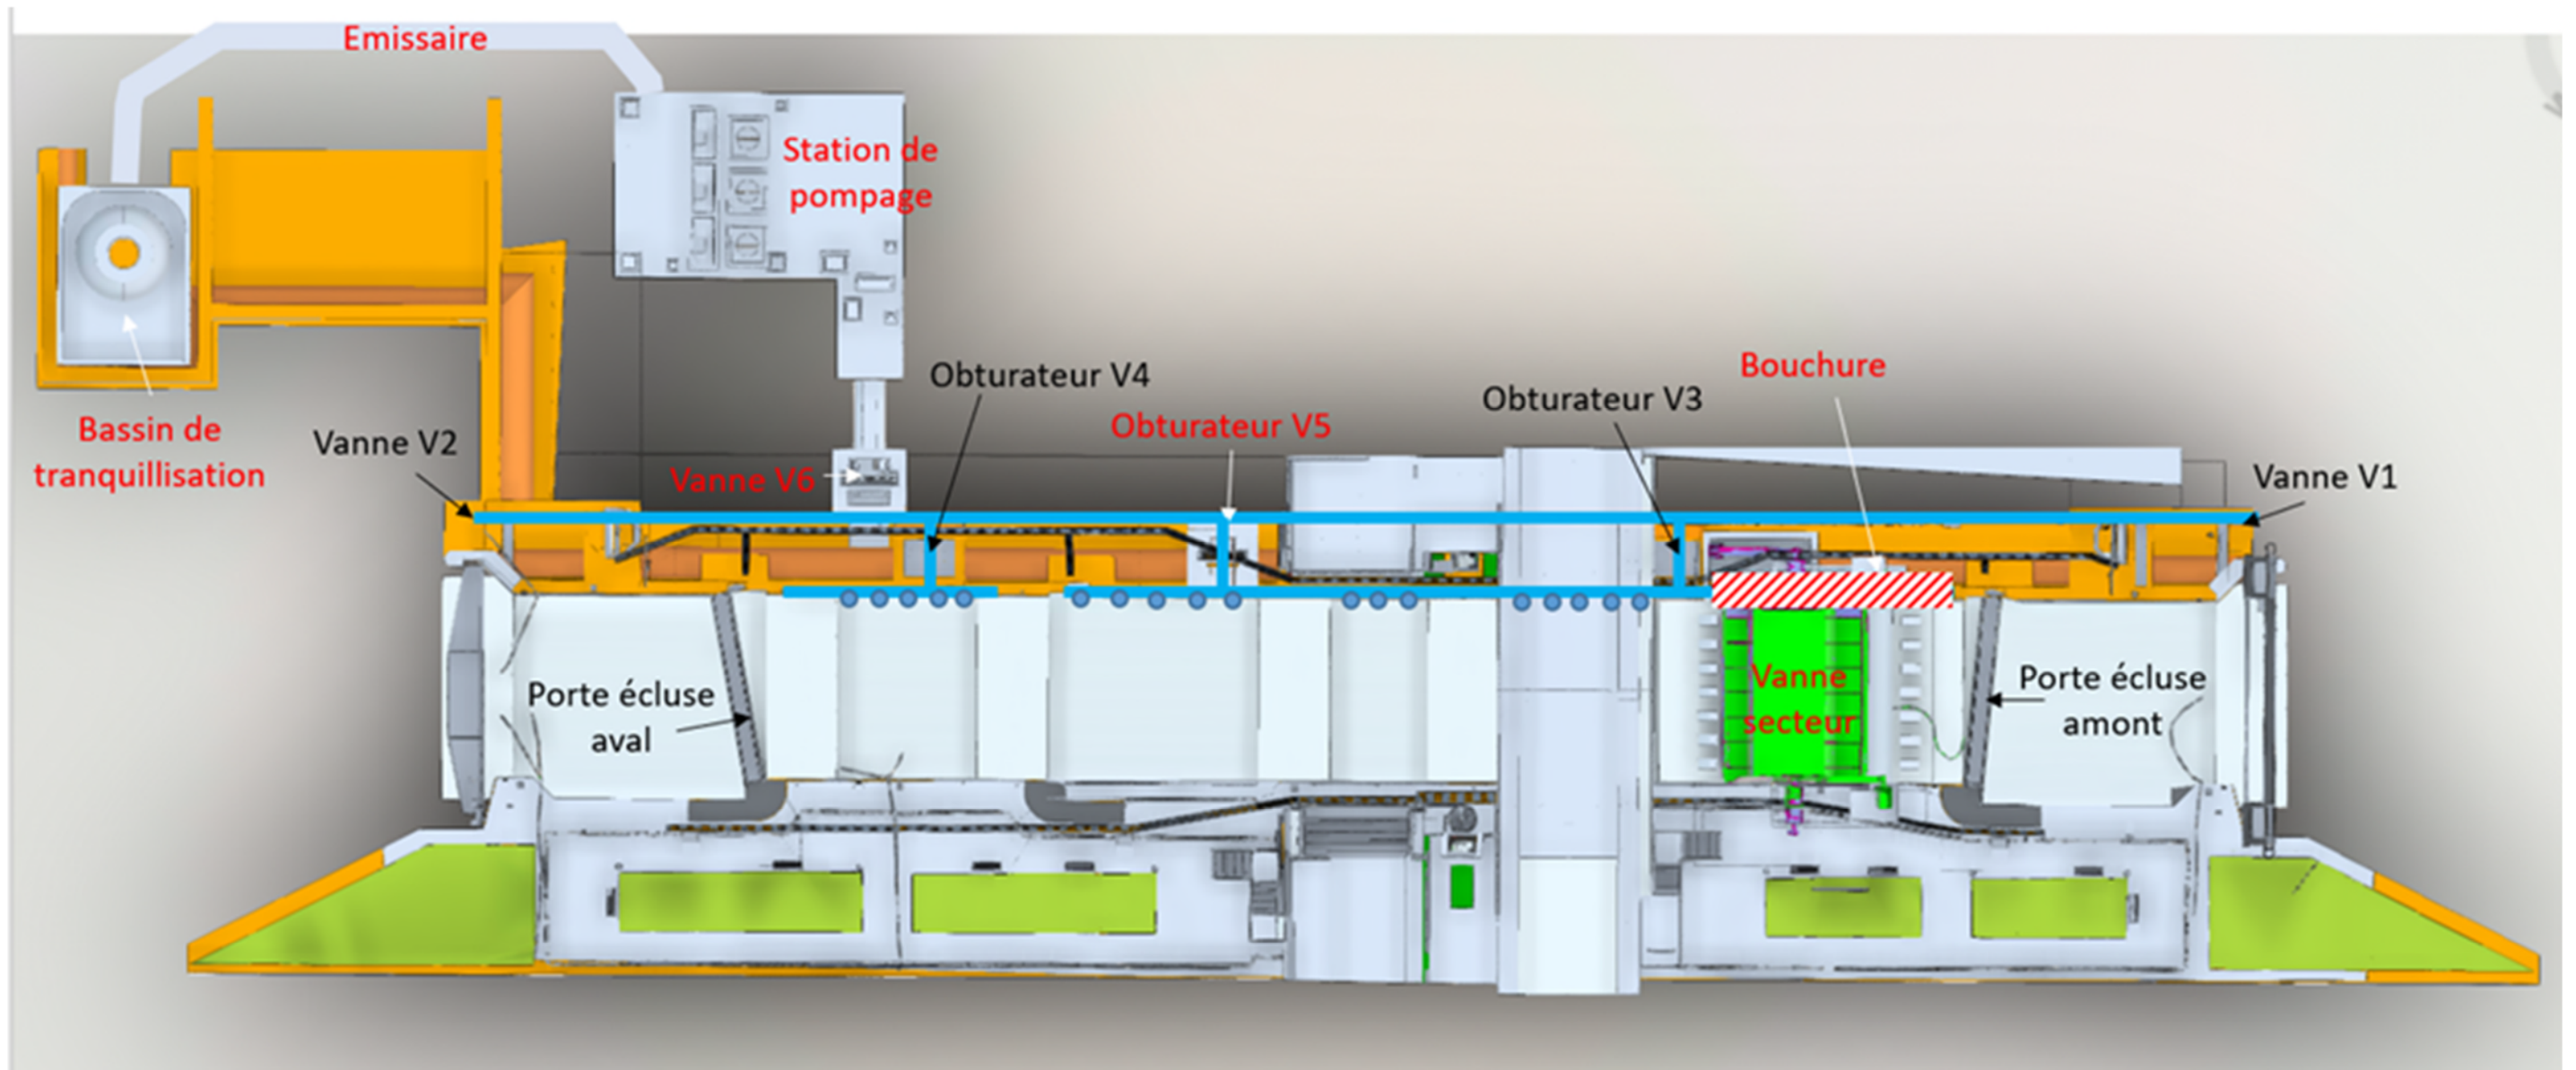 Emissaire
Station de
pompage
Bouchure
Obturateur V4
Obturateur V3
Obturateur V5
Bassin de
tranquillisation
Vanne V2
Vanne V6
Vanne V1
Porte écluse
aval
Vanne
secteur
Porte écluse
amont